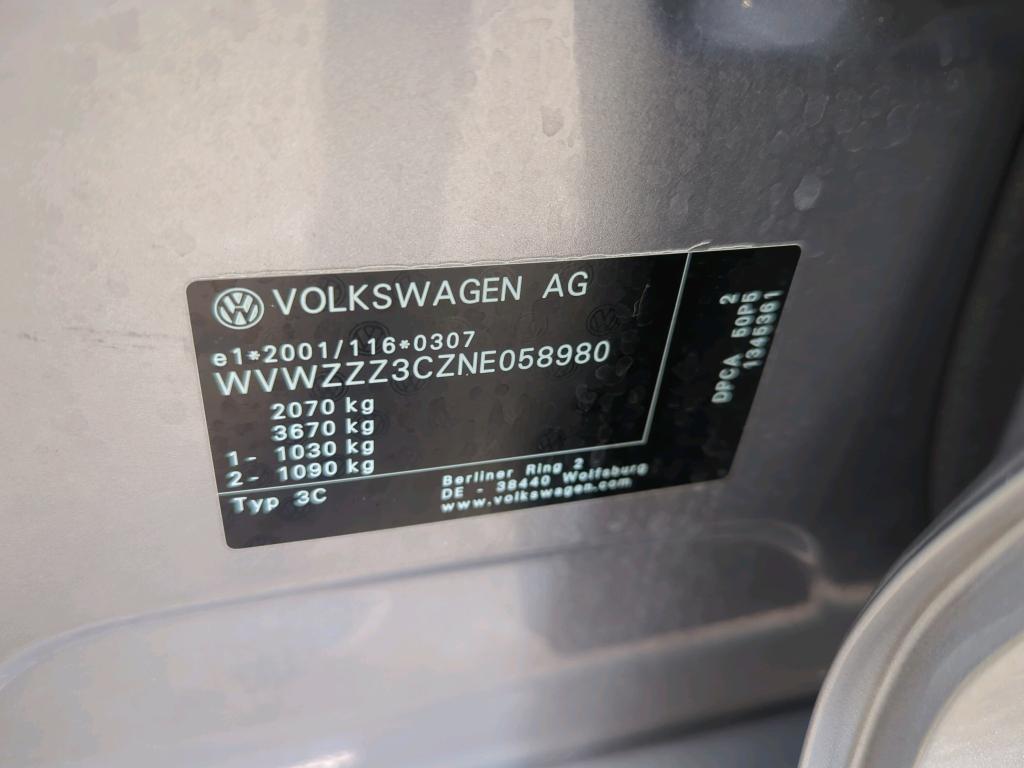 VOLKSWAGEN AG
e1*2001/116*0307
WVWZZZ3CZNE058980
2070 kg
3670 kg
1- 1030 kg
2- 1090 kg
Typ 3C
Berliner Ring 2
DE - 38440 Wolfsburg
www.volkswagen.com
2
DPCA 50P5
1345361